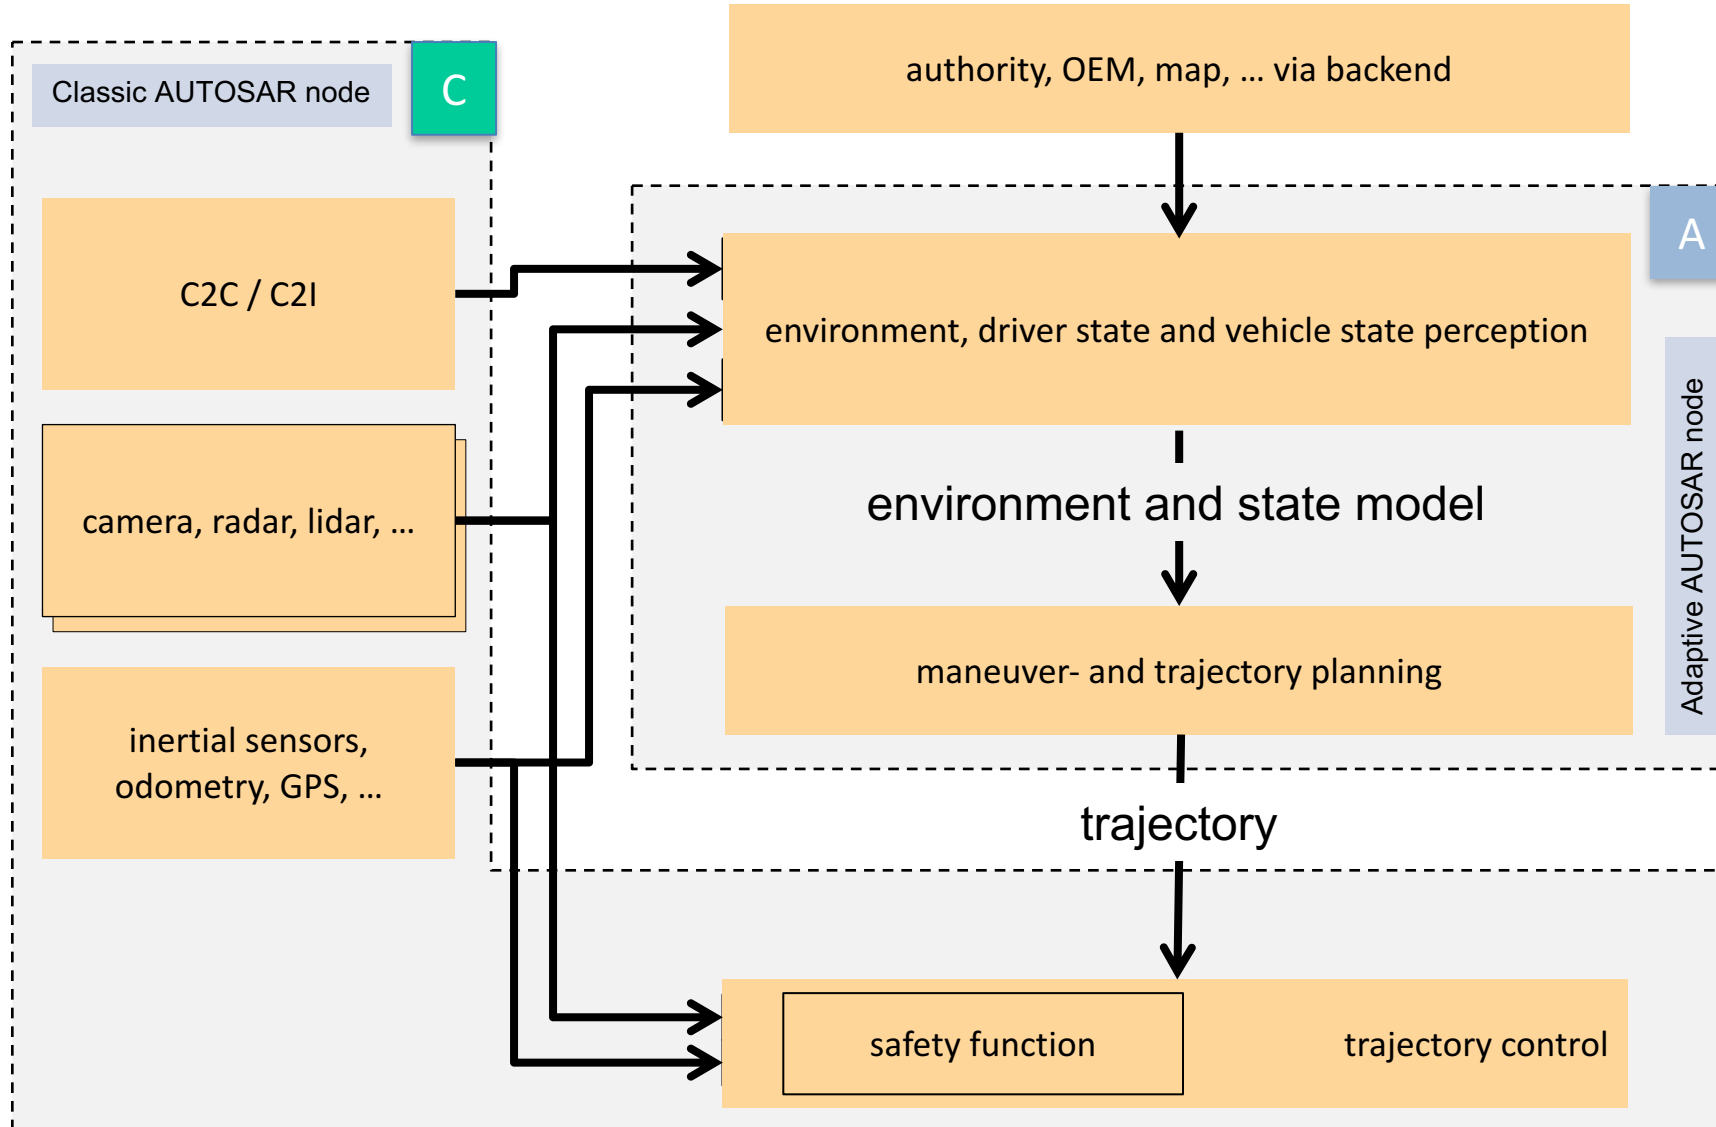 authority, OEM, map, ... via backend
Classic AUTOSAR node
C
A
C2C / C2I
environment, driver state and vehicle state perception
Adaptive AUTOSAR node
camera, radar, lidar, ...
environment and state model
maneuver- and trajectory planning
inertial sensors,
odometry, GPS, ...
trajectory
safety function
trajectory control